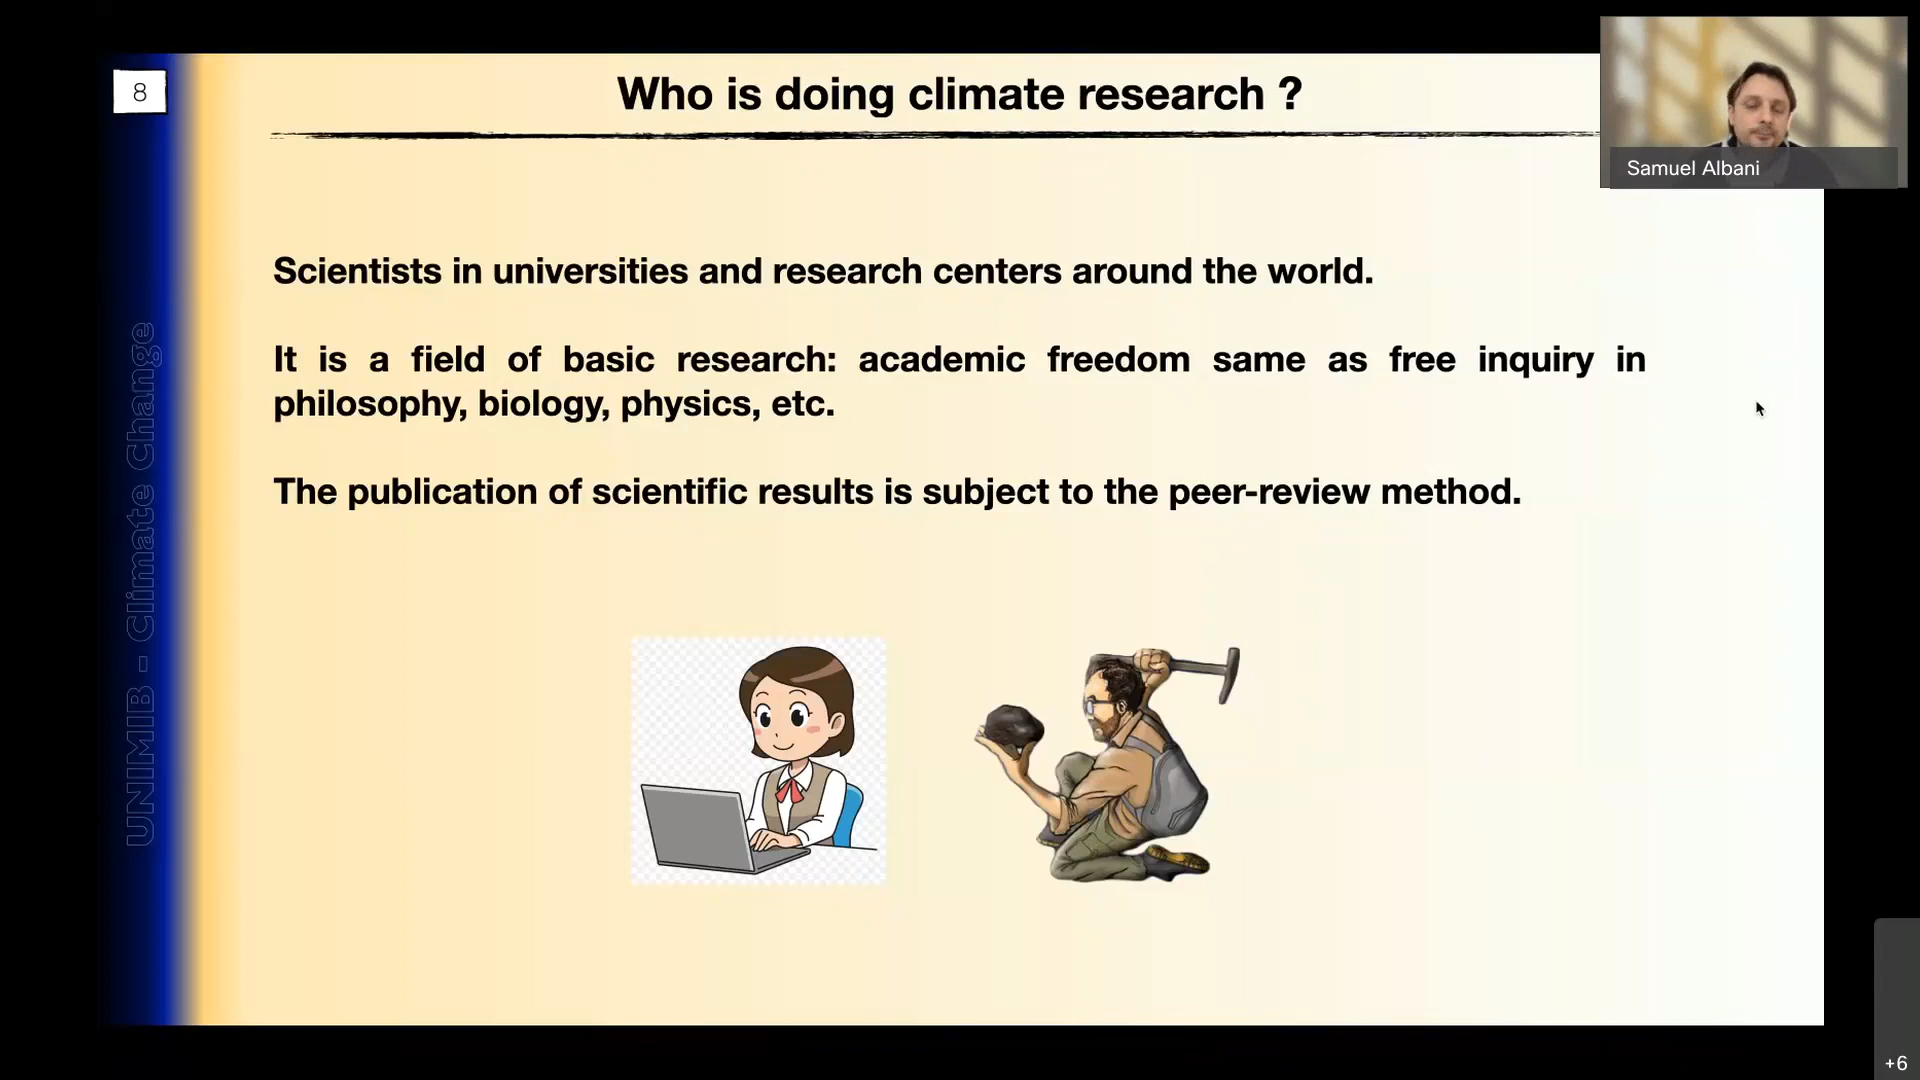 8
Who is doing climate research ?
Samuel Albani
Scientists in universities and research centers around the world.
It is a field of basic research: academic freedom same as free inquiry in
philosophy, biology, physics, etc.
The publication of scientific results is subject to the peer-review method.
UNIMIB - Climate Change
+6